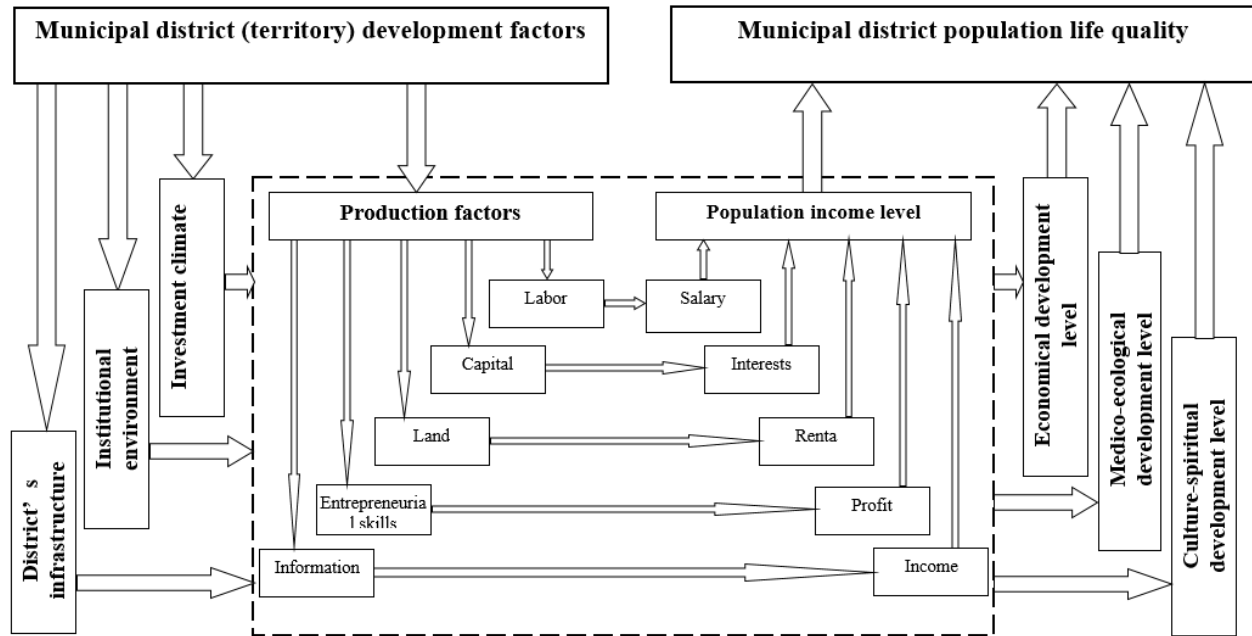 Municipal district (territory) development factors
Municipal district population life quality
Production factors
Population income level
Investment climate
Institutional
environment
District’s
infrastructure
Labor
Salary
Capital
Interests
Land
Renta
Entrepreneuria
l skills
Profit
Information
Income
Economical development
level
Medico-ecological
development level
Culture-spiritual
development level